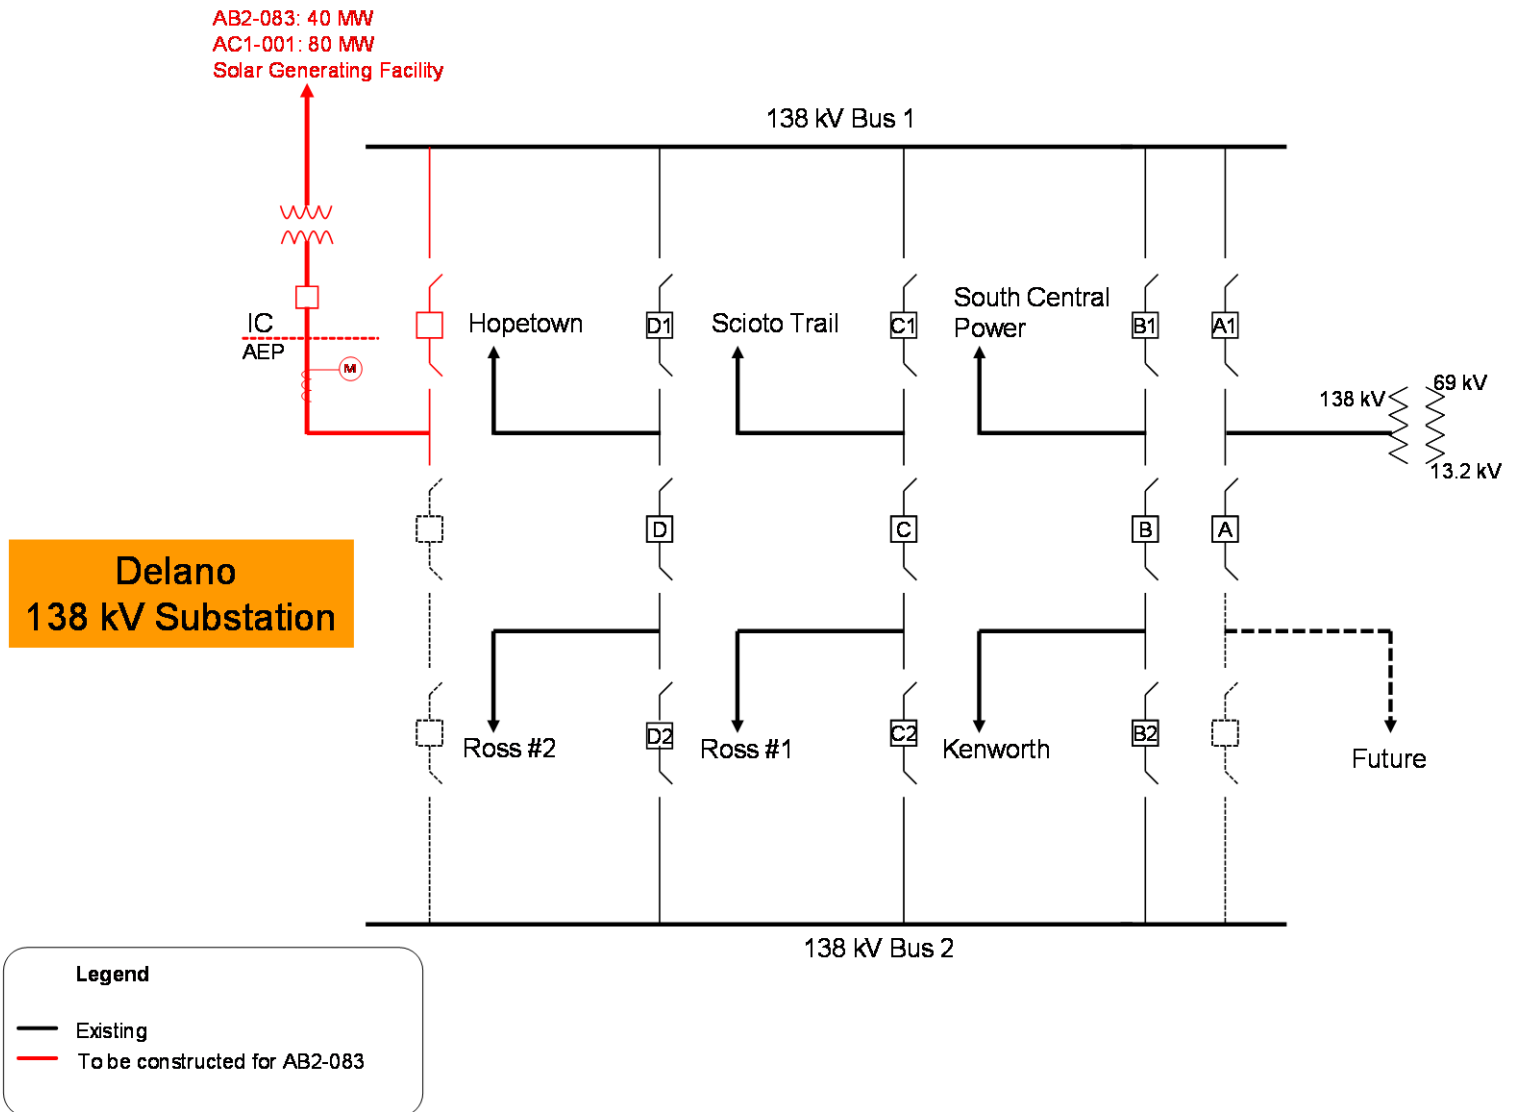 AB2-083: 40 MW
AC1-001: 80 MW
Solar Generating Facility
138 kV Bus 1
IC
AEP
M
Hopetown
D1
Scioto Trail
C1
South Central
Power
B1
A1
138 kV
69 kV
13.2 kV
D
C
B
A
Delano
138 kV Substation
Ross #2
D2
Ross #1
C2
Kenworth
B2
Future
138 kV Bus 2
Legend
Existing
To be constructed for AB2-083